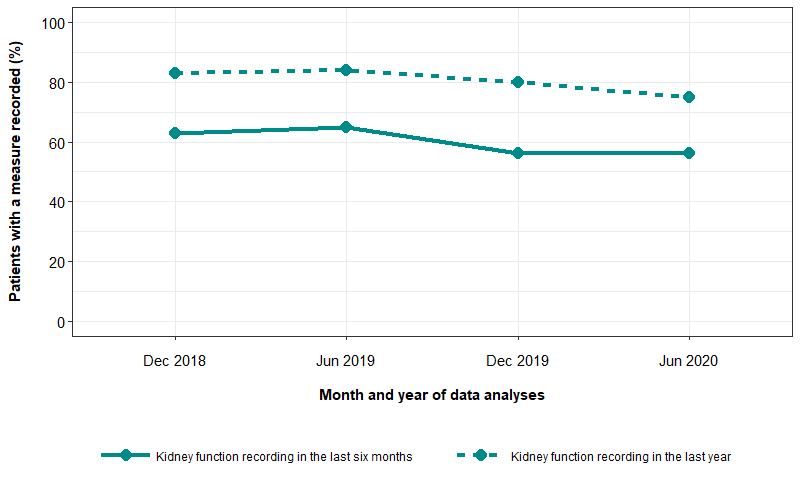 Patients with a measure recorded (%)
100
80
60
40
20
0
Dec 2018 Jun 2019 Dec 2019 Jun 2020
Month and year of data analyses
Kidney function recording in the last six months Kidney function recording in the last year